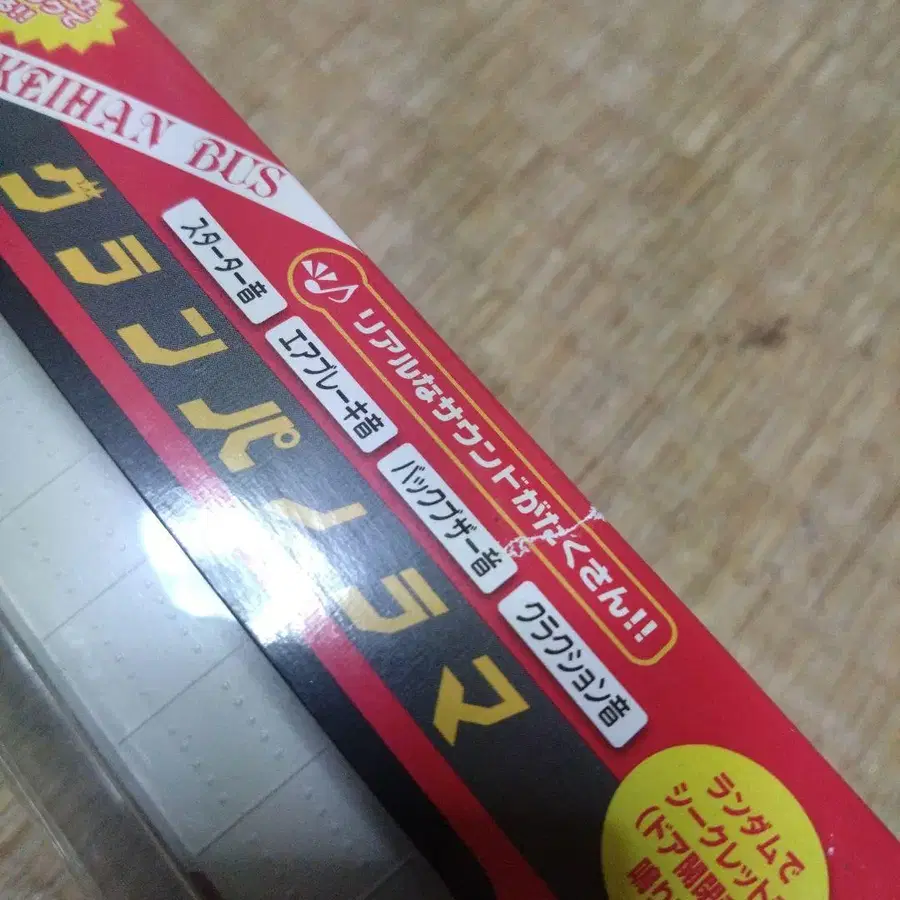 KEIHAN BUS
グランパノラマ
リアルなサウンドがたくさん!!
スターター音
エアブレーキ音
バックブザー音
クラクション音
ランダムで
シークレット
(ドア開閉
鳴り